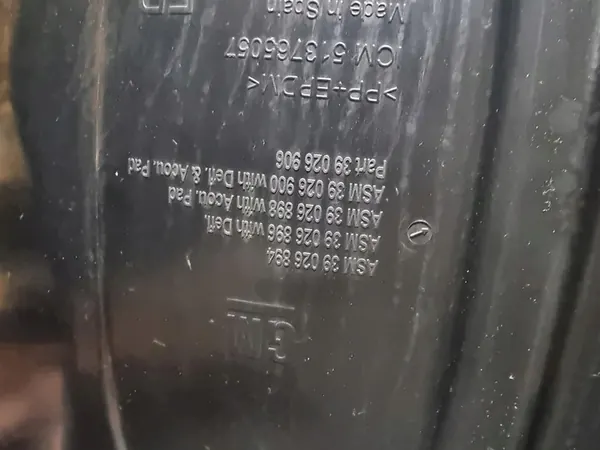 GM
ASM 39 026 894
ASM 39 026 896 with Defl.
ASM 39 026 898 with Acou. Pad
ASM 39 026 900 with Defl & Acou. Pad
Part 39 026 906
>PP+EPDM<
ICV 513765067
Made in Spain